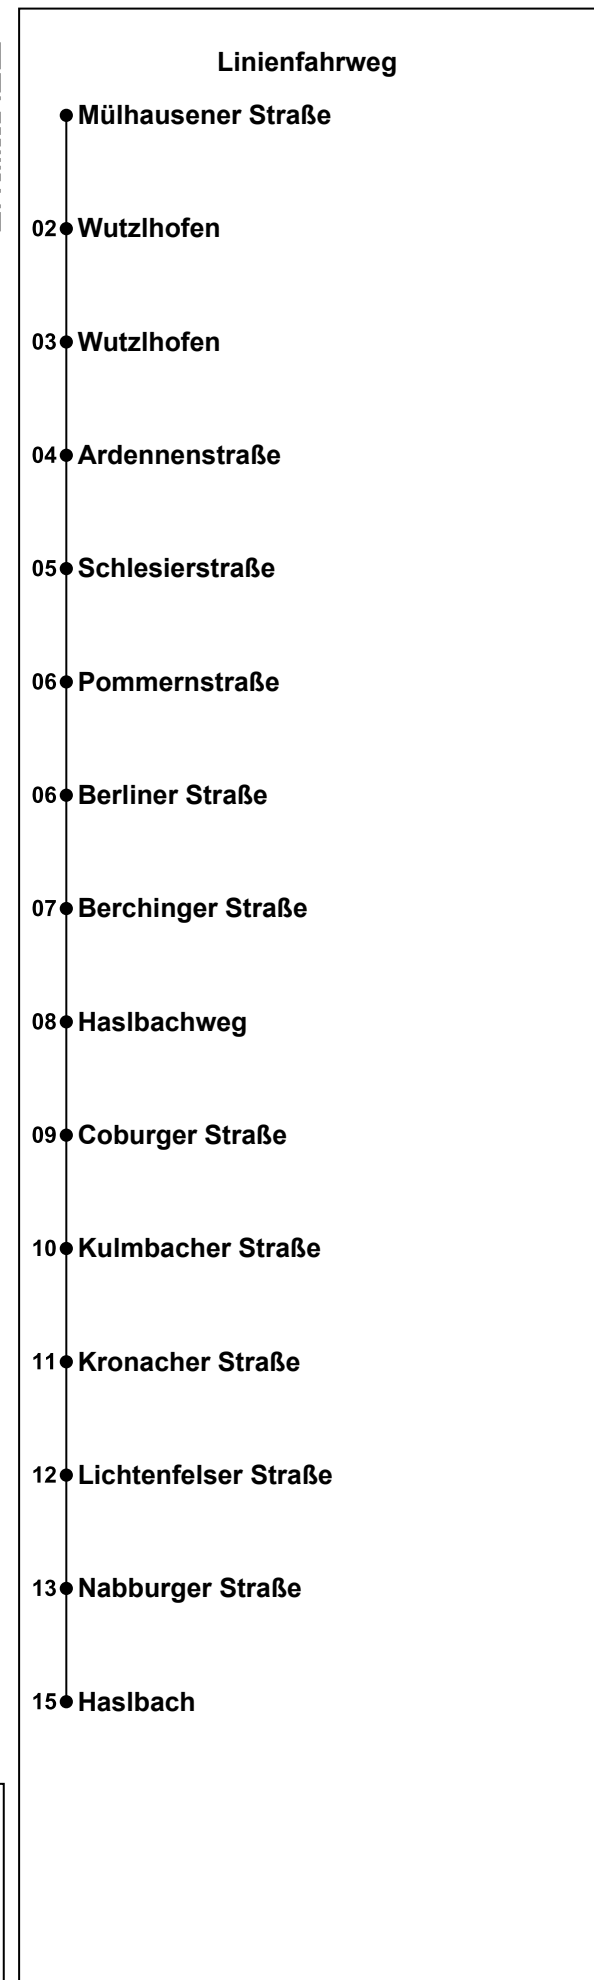 Linienfahrweg
Mülhausener Straße
02 Wutzlhofen
03 Wutzlhofen
04 Ardennenstraße
05 Schlesierstraße
06 Pommernstraße
06 Berliner Straße
07 Berchinger Straße
08 Haslbachweg
09 Coburger Straße
10 Kulmbacher Straße
11 Kronacher Straße
12 Lichtenfelser Straße
13 Nabburger Straße
15 Haslbach